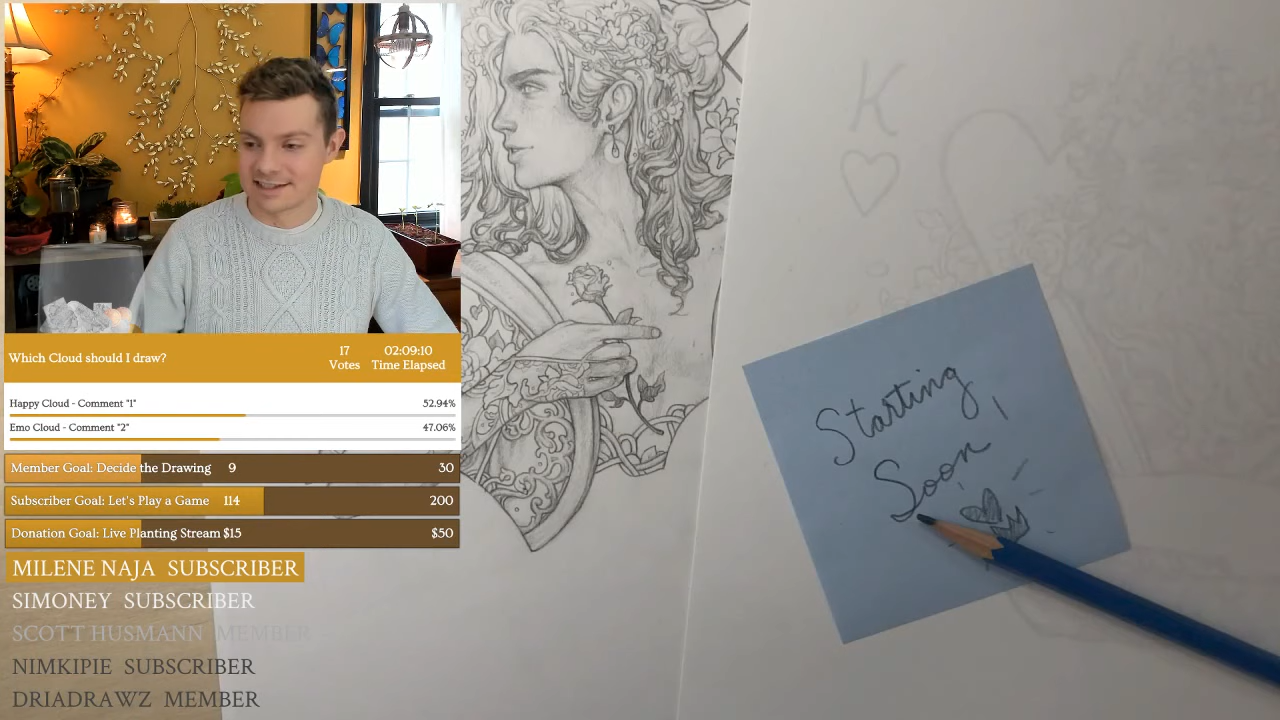 Which Cloud should I draw?
17 Votes
02:09:10 Time Elapsed
Happy Cloud - Comment "1" 52.94%
Emo Cloud - Comment "2" 47.06%
Member Goal: Decide the Drawing 9 30
Subscriber Goal: Let's Play a Game 114 200
Donation Goal: Live Planting Stream $15 $50
MILENE NAJA SUBSCRIBER
SIMONEY SUBSCRIBER
SCOTT HUSMANN MEMBER
NIMKIPIE SUBSCRIBER
DRIADRAWZ MEMBER
K
Starting
Soon